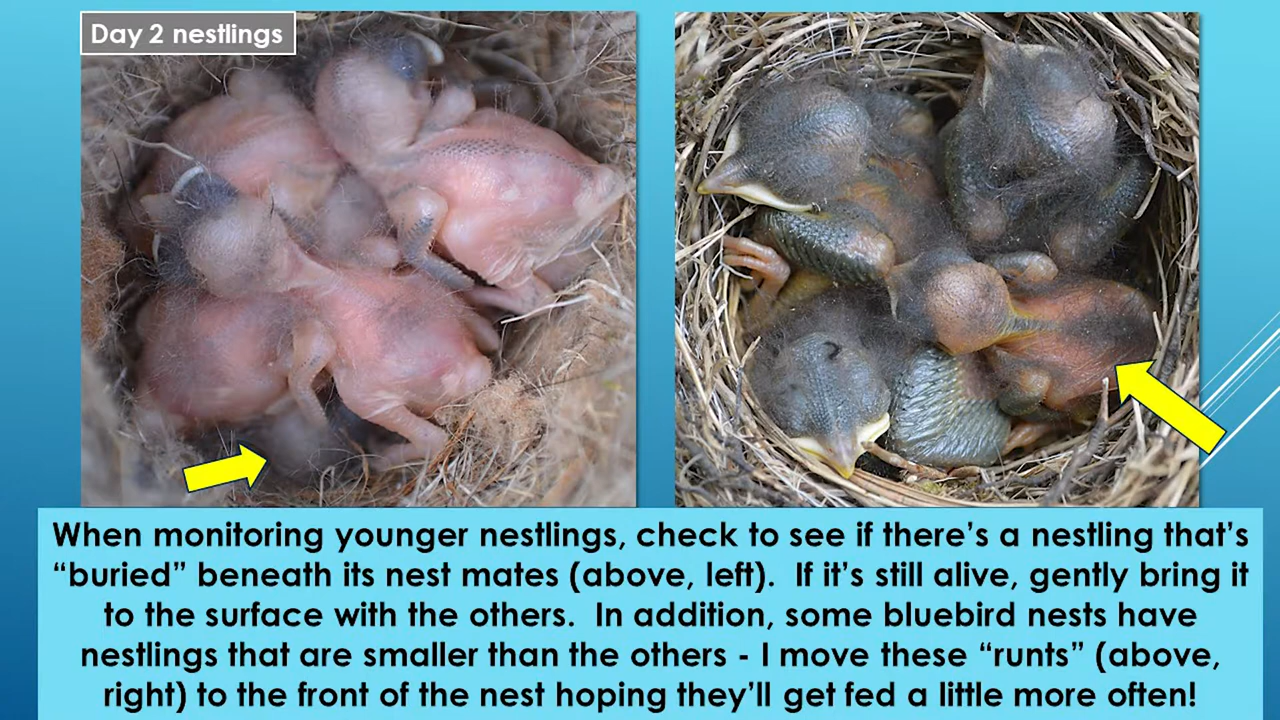 Day 2 nestlings
When monitoring younger nestlings, check to see if there's a nestling that's
“buried” beneath its nest mates (above, left).  If it's still alive, gently bring it
to the surface with the others.  In addition, some bluebird nests have
nestlings that are smaller than the others - I move these “runts” (above,
right) to the front of the nest hoping they'll get fed a little more often!